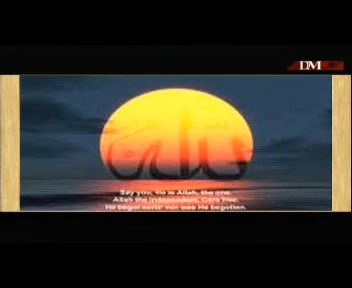 DM
الله
Say you, He is Allah, the one.
Allah the Independent, Care free.
He begot none' nor was He begotten.